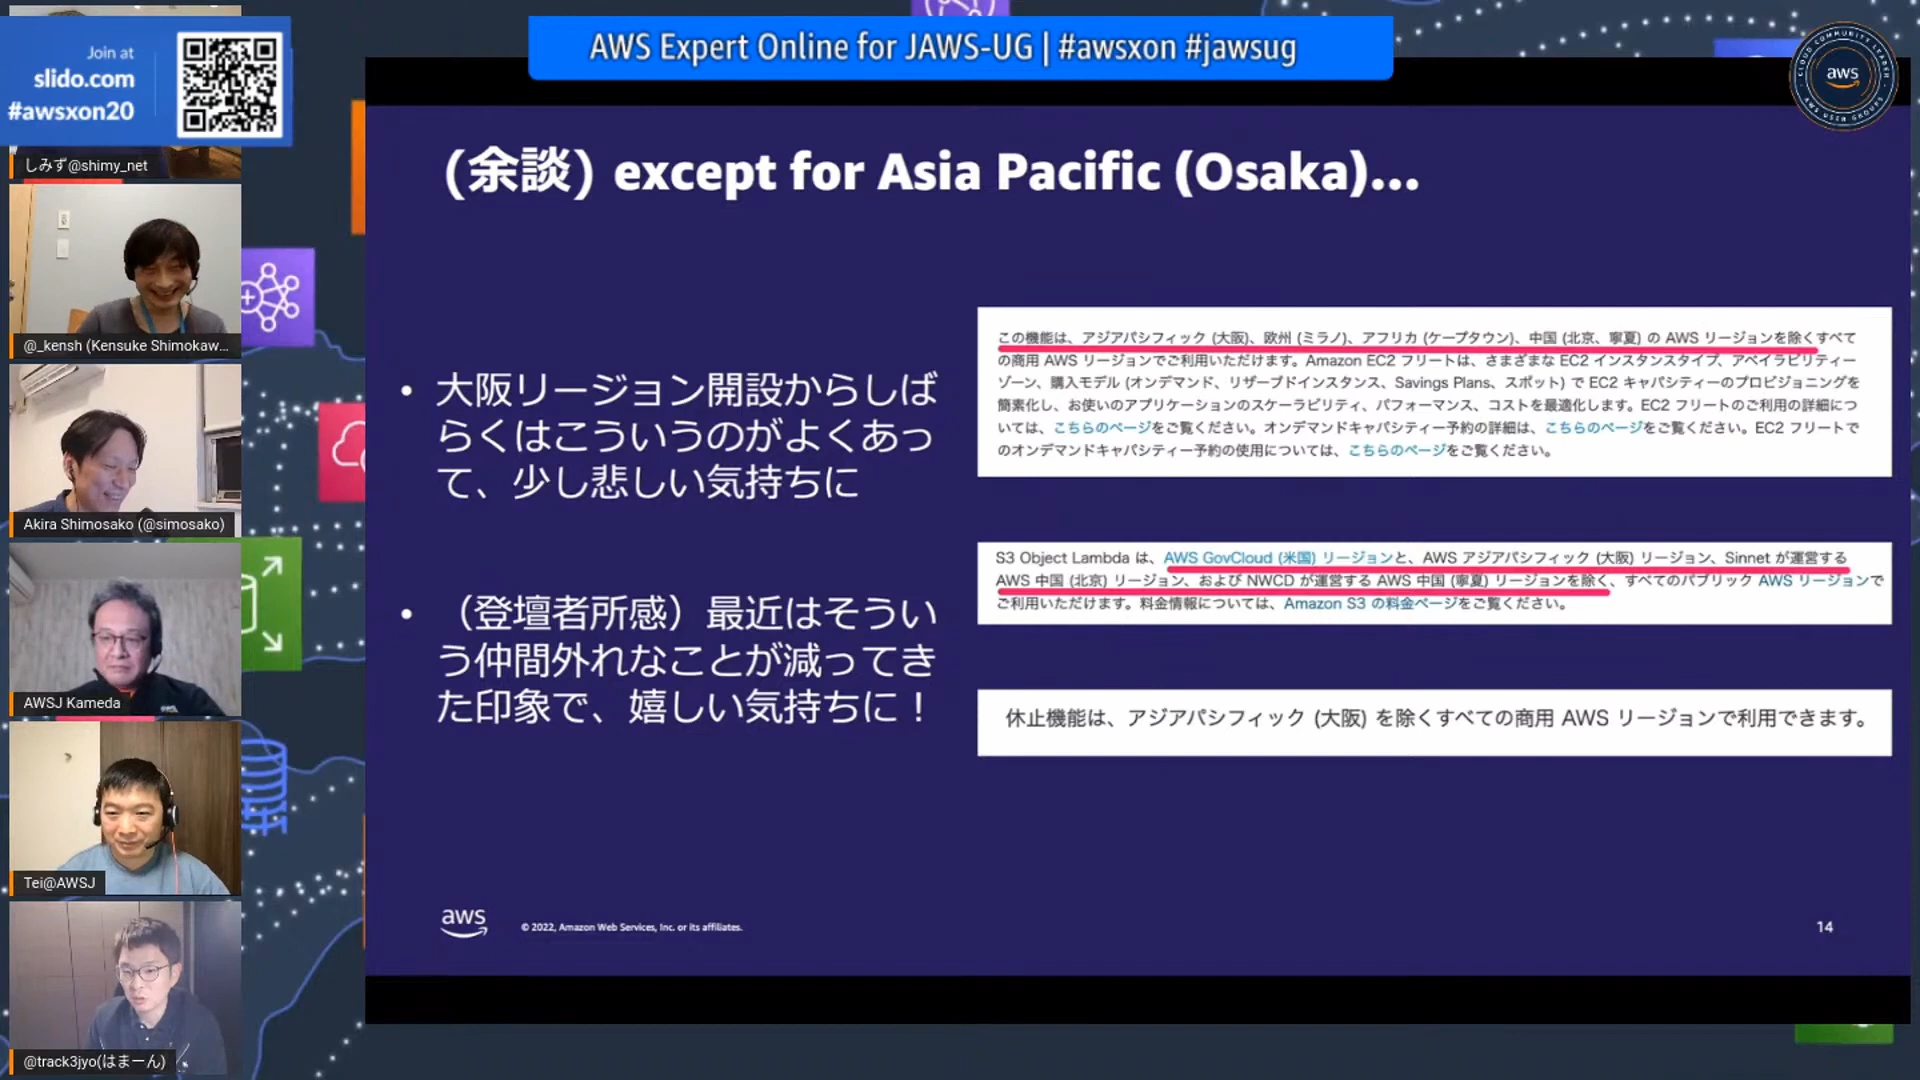 AWS Expert Online for JAWS-UG | #awsxon #jawsug
Join at
slido.com
#awsxon20
aws
しみず@shimy_net
@_kensh (Kensuke Shimokaw...
Akira Shimosako (@simosako)
AWSJ Kameda
Tei@AWSJ
@track3jyo(はまーん)
(余談) except for Asia Pacific (Osaka)...
• 大阪リージョン開設からしば
らくはこういうのがよくあっ
て、少し悲しい気持ちに
• （登壇者所感）最近はそうい
う仲間外れなことが減ってき
た印象で、嬉しい気持ちに！
この機能は、アジアパシフィック (大阪)、欧州 (ミラノ)、アフリカ (ケープタウン)、中国 (北京、寧夏) の AWS リージョンを除くすべて
の商用 AWS リージョンでご利用いただけます。Amazon EC2 フリートは、さまざまな EC2 インスタンスタイプ、アベイラビリティー
ゾーン、購入モデル (オンデマンド、リザーブドインスタンス、Savings Plans、スポット) で EC2 キャパシティーのプロビジョニングを
簡素化し、お使いのアプリケーションのスケーラビリティ、パフォーマンス、コストを最適化します。EC2 フリートのご利用の詳細につ
いては、こちらのページをご覧ください。オンデマンドキャパシティー予約の詳細は、こちらのページをご覧ください。EC2 フリートで
のオンデマンドキャパシティー予約の使用については、こちらのページをご覧ください。
S3 Object Lambda は、AWS GovCloud (米国) リージョンと、AWS アジアパシフィック (大阪) リージョン、Sinnet が運営する
AWS 中国 (北京) リージョン、および NWCD が運営する AWS 中国 (寧夏) リージョンを除く、すべてのパブリック AWS リージョンで
ご利用いただけます。料金情報については、Amazon S3 の料金ページをご覧ください。
休止機能は、アジアパシフィック (大阪) を除くすべての商用 AWS リージョンで利用できます。
aws
© 2022, Amazon Web Services, Inc. or its affiliates.
14